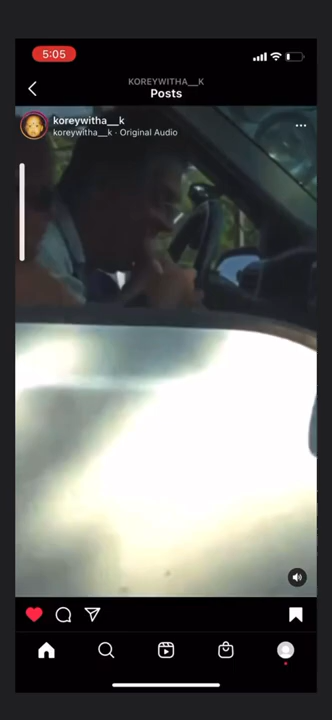 5:05
KOREYWITHA__K
Posts
koreywitha__k
koreywitha__k · Original Audio